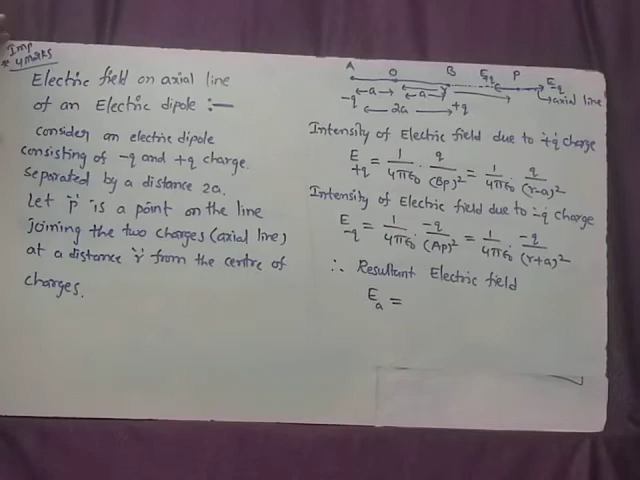 Imp
* 4 marks
Electric field on axial line
of an Electric dipole :—
consider an electric dipole
consisting of -q and +q charge.
separated by a distance 2a.
Let 'p' is a point on the line
joining the two charges (axial line)
at a distance 'r' from the centre of
charges.
A O B E+q P E-q
a a axial line
-q 2a +q
Intensity of Electric field due to +q charge
E+q = 1/4πε0 . q/(Bp)² = 1/4πε0 . q/(r-a)²
Intensity of Electric field due to -q charge
E-q = 1/4πε0 . -q/(Ap)² = 1/4πε0 . -q/(r+a)²
∴ Resultant Electric field
Ea =